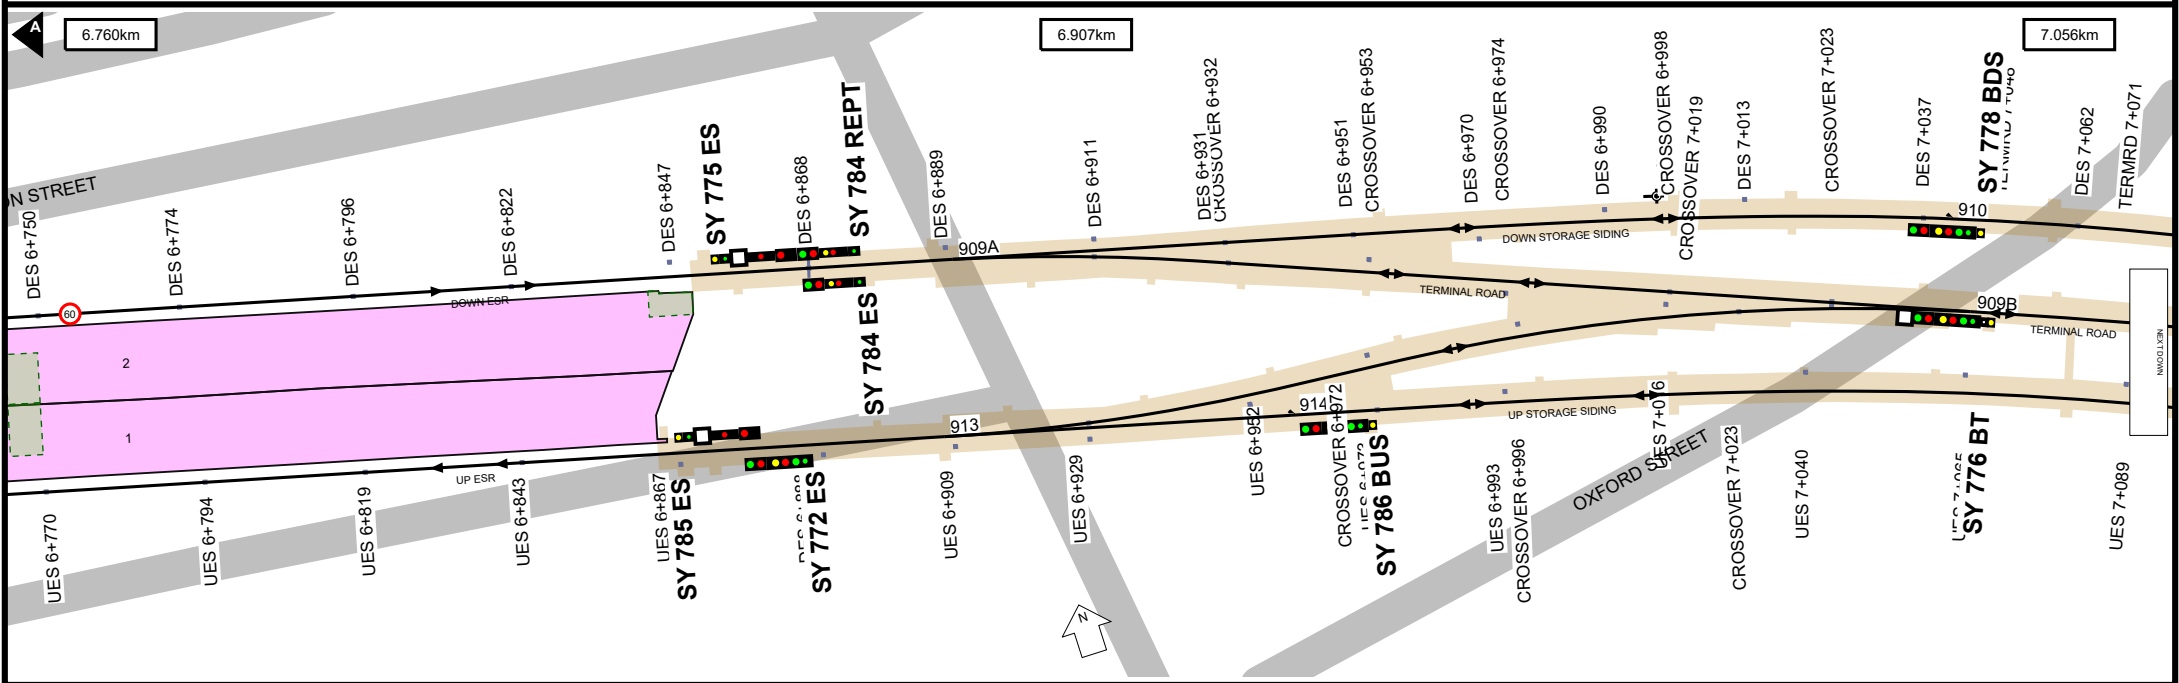 A
6.760km
6.907km
7.056km
DES 6+750
DES 6+774
DES 6+796
DES 6+822
DES 6+847
SY 775 ES
DES 6+868
SY 784 REPT
DES 6+889
DES 6+911
DES 6+931
CROSSOVER 6+932
DES 6+951
CROSSOVER 6+953
DES 6+970
CROSSOVER 6+974
DES 6+990
CROSSOVER 6+998
CROSSOVER 7+019
DES 7+013
CROSSOVER 7+023
DES 7+037
SY 778 BDS
DES 7+062
TERMRD 7+071
ON STREET
60
DOWN ESR
909A
DOWN STORAGE SIDING
910
TERMINAL ROAD
909B
TERMINAL ROAD
NEXT DOWN
2
1
SY 784 ES
913
914
UP STORAGE SIDING
UP ESR
OXFORD STREET
UES 6+770
UES 6+794
UES 6+819
UES 6+843
UES 6+867
SY 785 ES
SY 772 ES
UES 6+909
UES 6+929
UES 6+952
CROSSOVER 6+972
SY 786 BUS
UES 6+993
CROSSOVER 6+996
UES 7+016
CROSSOVER 7+023
UES 7+040
SY 776 BT
UES 7+089
N